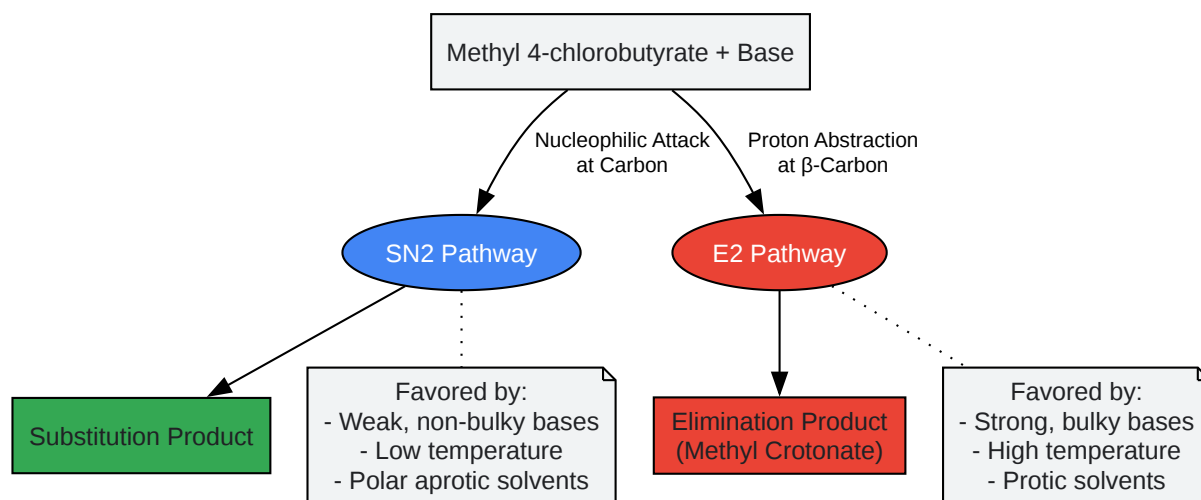 Methyl 4-chlorobutyrate + Base
Nucleophilic Attack
at Carbon
Proton Abstraction
at β-Carbon
SN2 Pathway
E2 Pathway
Substitution Product
Favored by:
- Weak, non-bulky bases
- Low temperature
- Polar aprotic solvents
Elimination Product
(Methyl Crotonate)
Favored by:
- Strong, bulky bases
- High temperature
- Protic solvents